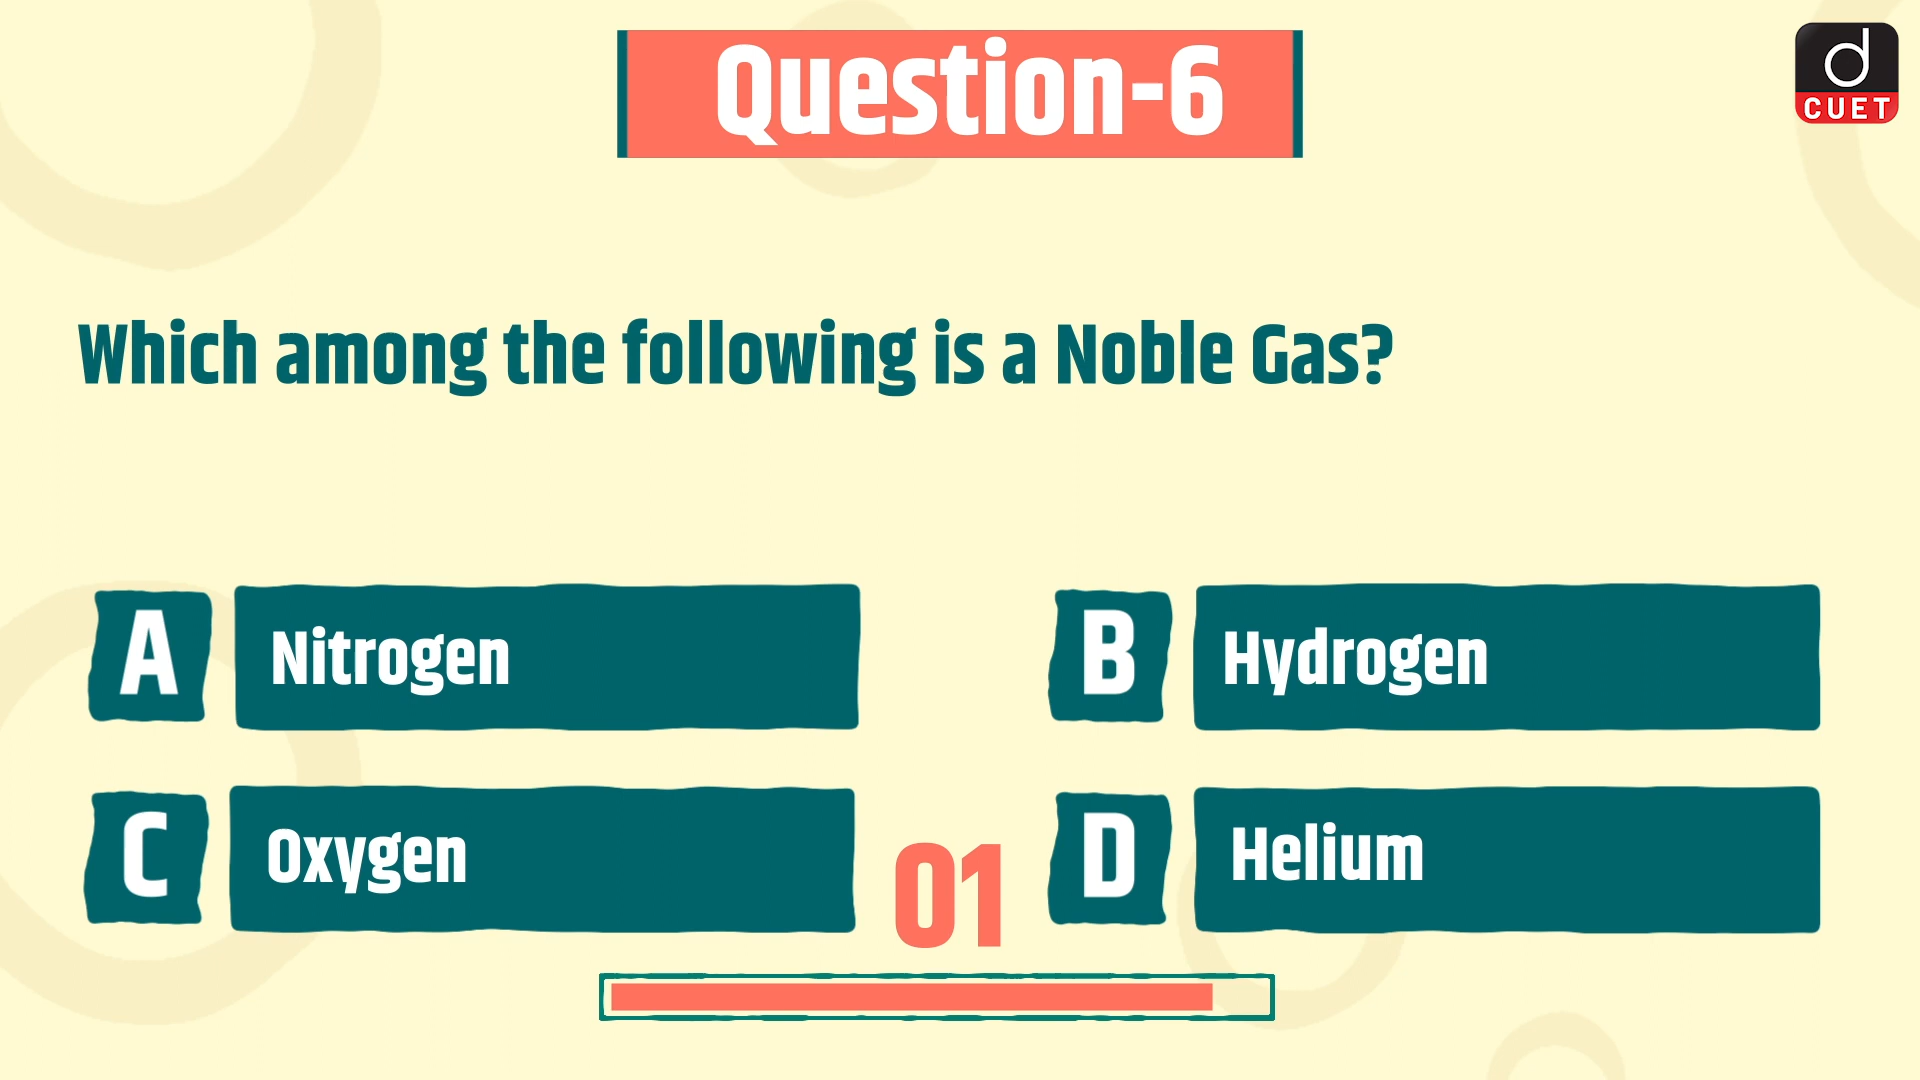 Question-6
d
CUET
Which among the following is a Noble Gas?
A Nitrogen
B Hydrogen
C Oxygen
D Helium
01